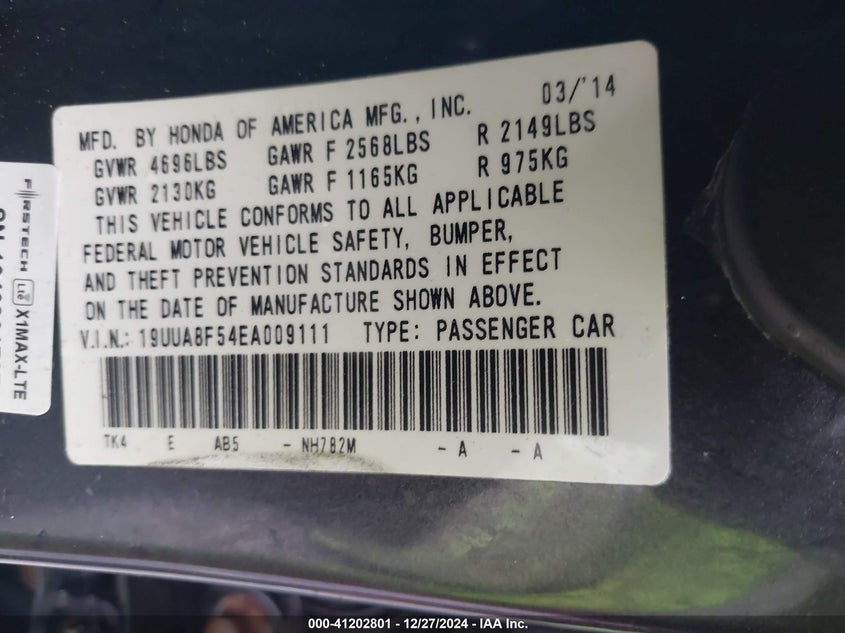 03/'14
MFD. BY HONDA OF AMERICA MFG., INC.
GVWR 4696LBS GAWR F 2568LBS R 2149LBS
GVWR 2130KG GAWR F 1165KG R 975KG
THIS VEHICLE CONFORMS TO ALL APPLICABLE
FEDERAL MOTOR VEHICLE SAFETY, BUMPER,
AND THEFT PREVENTION STANDARDS IN EFFECT
ON THE DATE OF MANUFACTURE SHOWN ABOVE.
V.I.N.: 19UUA8F54EA009111 TYPE: PASSENGER CAR
TK4 E AB5 - NH782M - A - A
FIRSTECH
LTE X1MAX-LTE
000-41202801 - 12/27/2024 - IAA Inc.